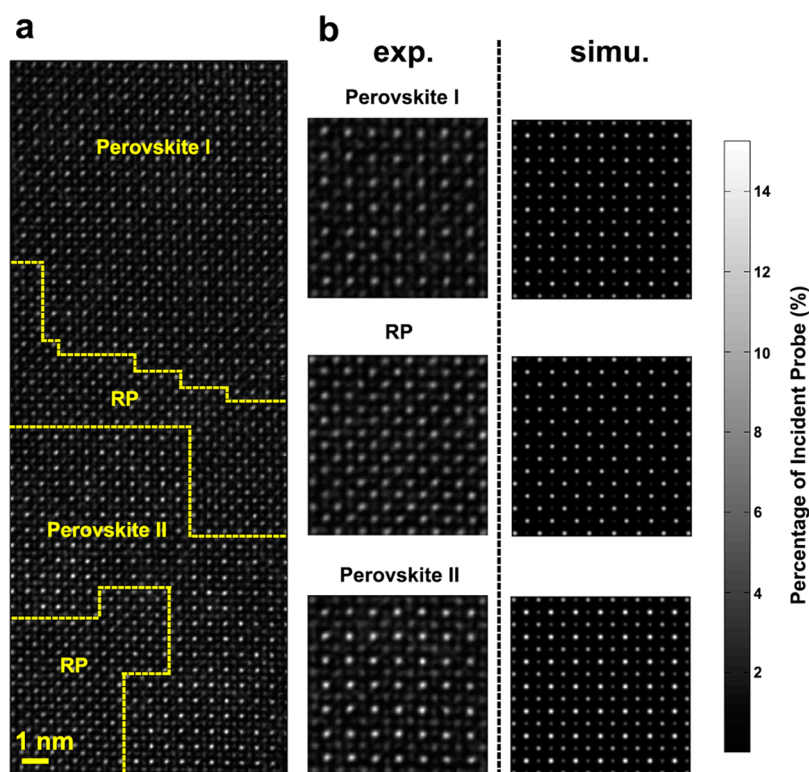 a
b
exp.
simu.
Perovskite I
Perovskite I
RP
RP
Perovskite II
Perovskite II
RP
1 nm
14
12
10
8
6
4
2
Percentage of Incident Probe (%)